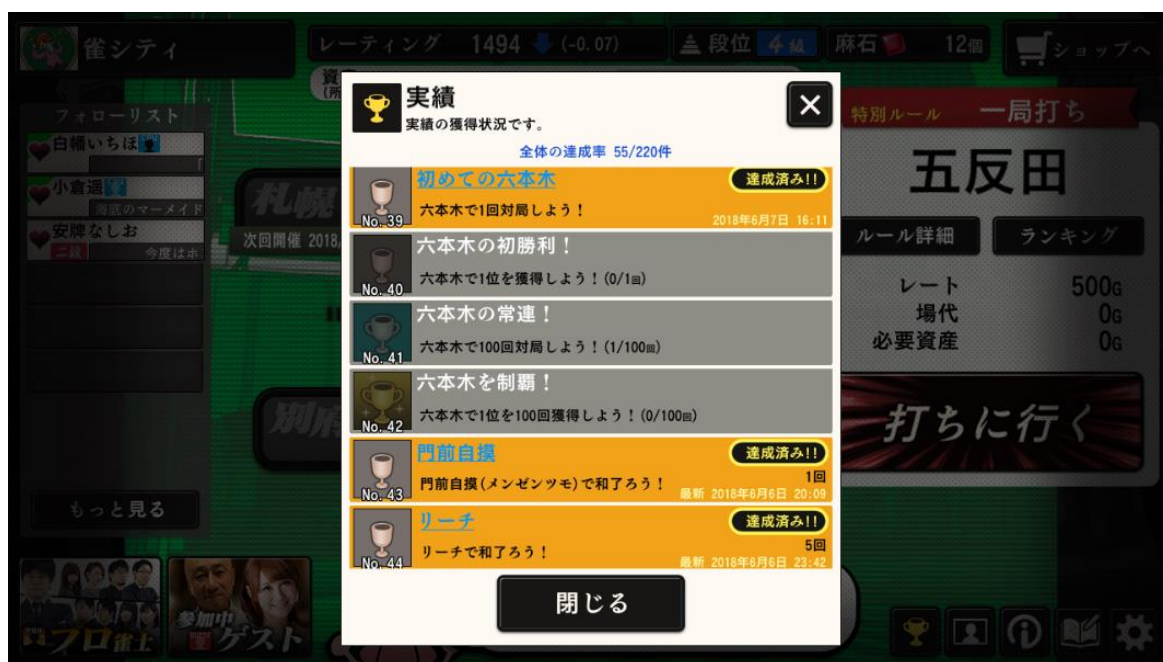 雀シティ
レーティング 1494 (-0.07)
段位 4級
麻石 12個
ショップへ
フォローリスト
白幡いちほ
小倉遥
海底のマーメイド
安牌なしお
二段 今度はホ
もっと見る
札幌
次回開催 2018/
プロ雀士
参加中
ゲスト
実績
実績の獲得状況です。
全体の達成率 55/220件
初めての六本木
達成済み!!
六本木で1回対局しよう!
No.39
2018年6月7日 16:11
六本木の初勝利!
六本木で1位を獲得しよう!(0/1回)
No.40
六本木の常連!
六本木で100回対局しよう!(1/100回)
No.41
六本木を制覇!
六本木で1位を100回獲得しよう!(0/100回)
No.42
門前自摸
達成済み!!
門前自摸(メンゼンツモ)で和了ろう!
1回
No.43
最新 2018年6月6日 20:09
リーチ
達成済み!!
リーチで和了ろう!
5回
No.44
最新 2018年6月6日 23:42
閉じる
特別ルール 一局打ち
五反田
ルール詳細
ランキング
レート 500G
場代 0G
必要資産 0G
打ちに行く